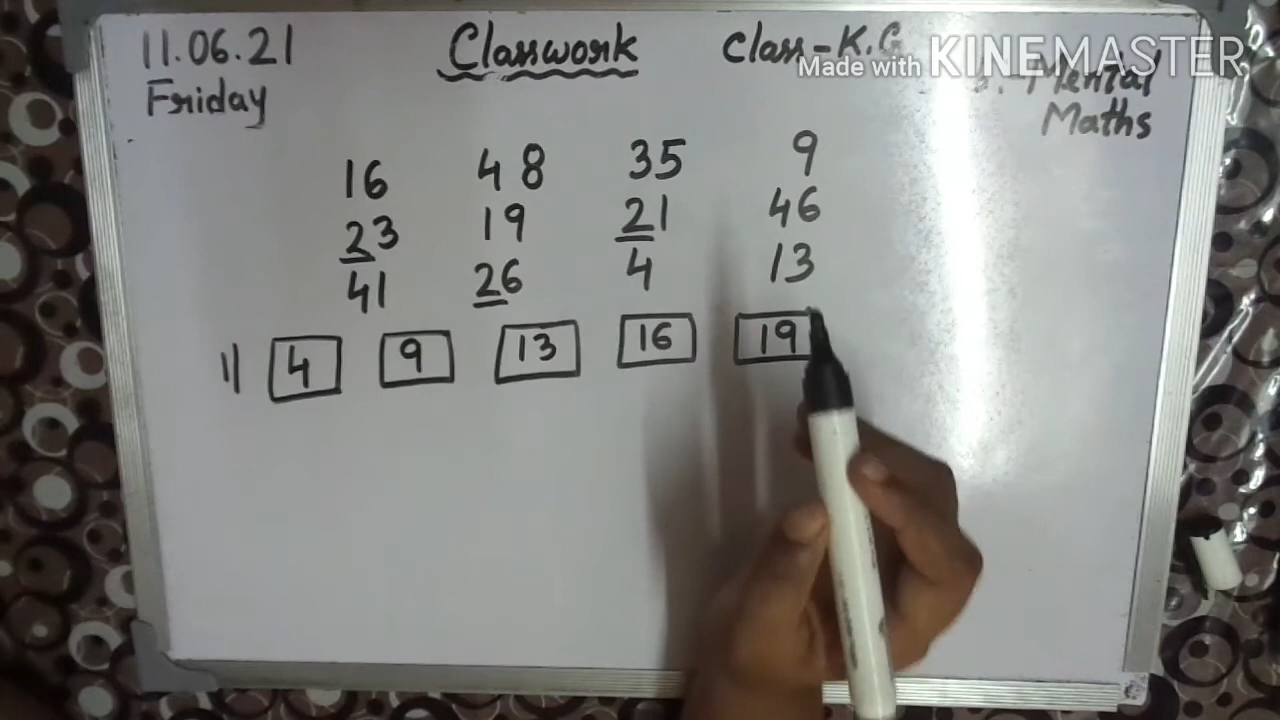 11.06.21 Classwork Class-K.G
Friday Mental
Maths
Made with KINEMASTER
16 48 35 9
23 19 21 46
41 26 4 13
1) 4 9 13 16 19